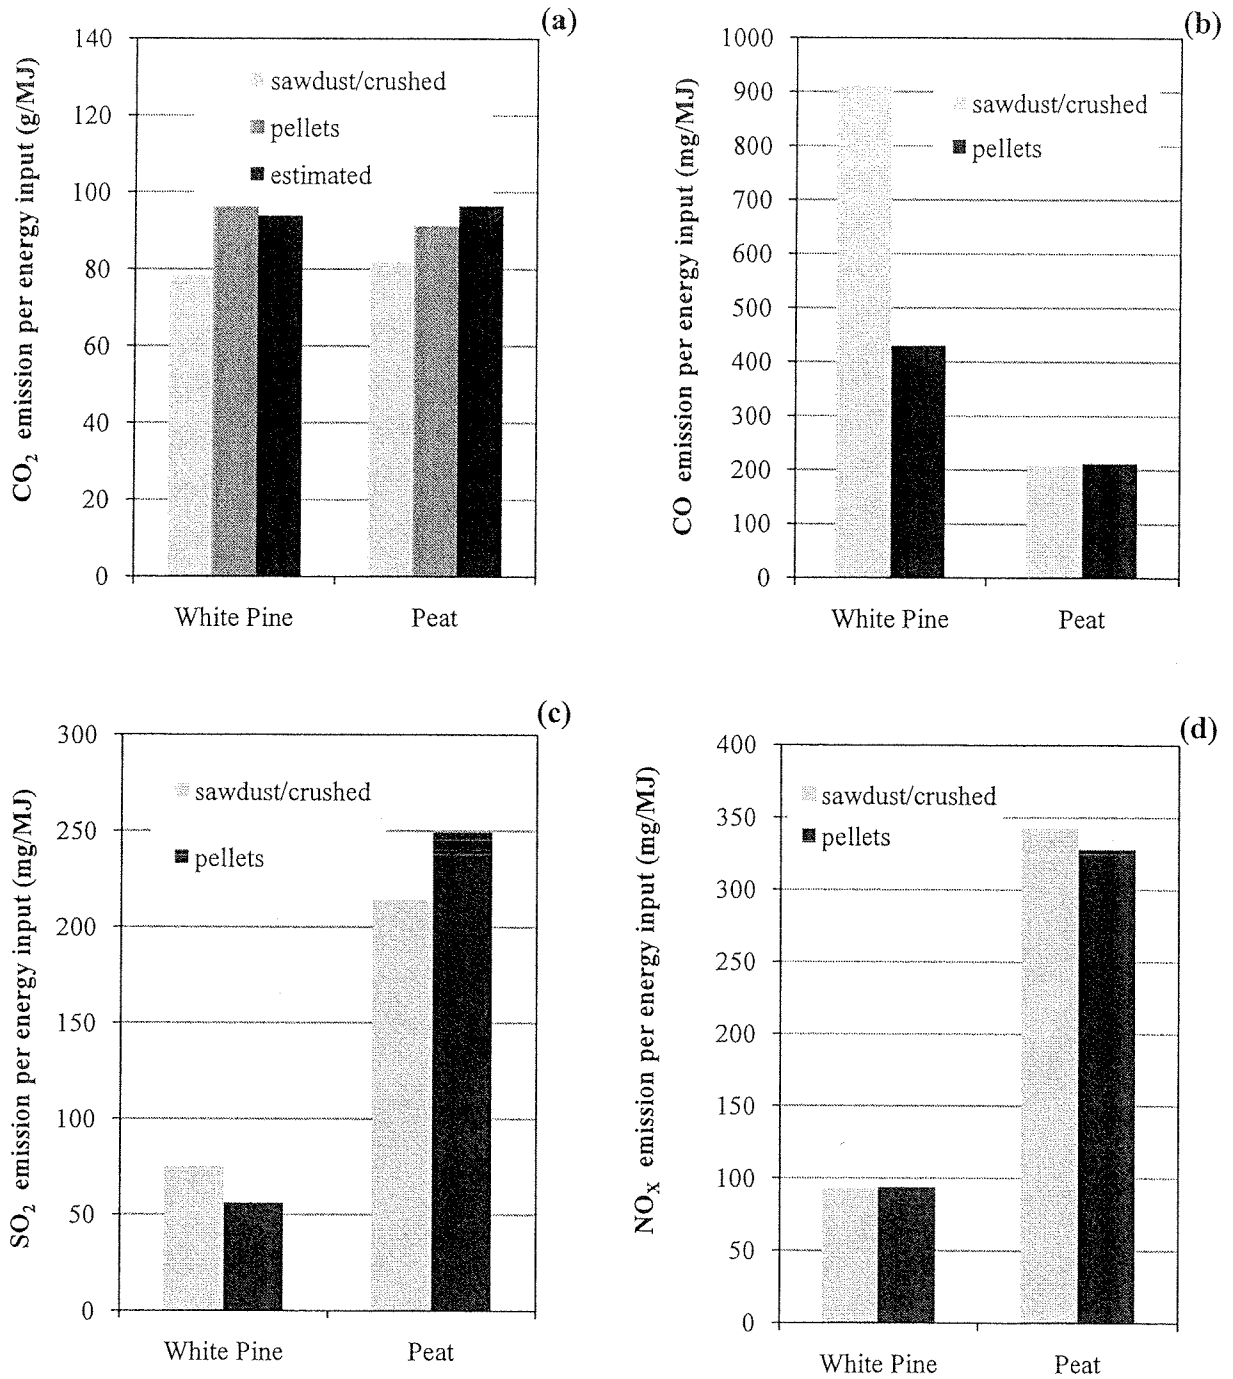 (a)
CO₂ emission per energy input (g/MJ)
140
120
100
80
60
40
20
0
sawdust/crushed
pellets
estimated
White Pine
Peat
(b)
CO emission per energy input (mg/MJ)
1000
900
800
700
600
500
400
300
200
100
0
sawdust/crushed
pellets
White Pine
Peat
(c)
SO₂ emission per energy input (mg/MJ)
300
250
200
150
100
50
0
sawdust/crushed
pellets
White Pine
Peat
(d)
NOX emission per energy input (mg/MJ)
400
350
300
250
200
150
100
50
0
sawdust/crushed
pellets
White Pine
Peat